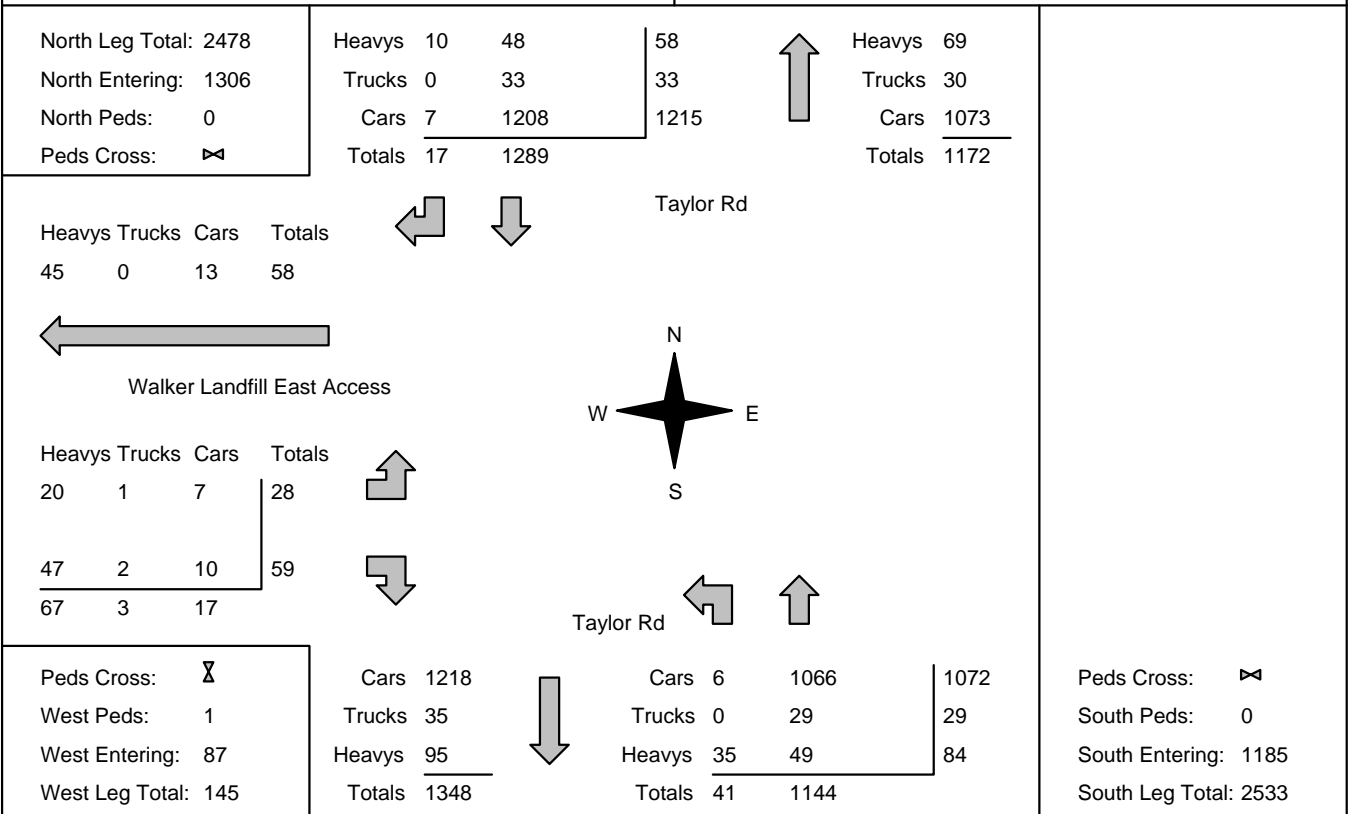 North Leg Total: 2478
North Entering: 1306
North Peds: 0
Peds Cross:
Heavys 10 48 58
Trucks 0 33 33
Cars 7 1208 1215
Totals 17 1289
Heavys 69
Trucks 30
Cars 1073
Totals 1172
Taylor Rd
Heavys Trucks Cars Totals
45 0 13 58
Walker Landfill East Access
N
W E
S
Heavys Trucks Cars Totals
20 1 7 28
47 2 10 59
67 3 17
Taylor Rd
Peds Cross:
West Peds: 1
West Entering: 87
West Leg Total: 145
Cars 1218
Trucks 35
Heavys 95
Totals 1348
Cars 6 1066 1072
Trucks 0 29 29
Heavys 35 49 84
Totals 41 1144
Peds Cross:
South Peds: 0
South Entering: 1185
South Leg Total: 2533